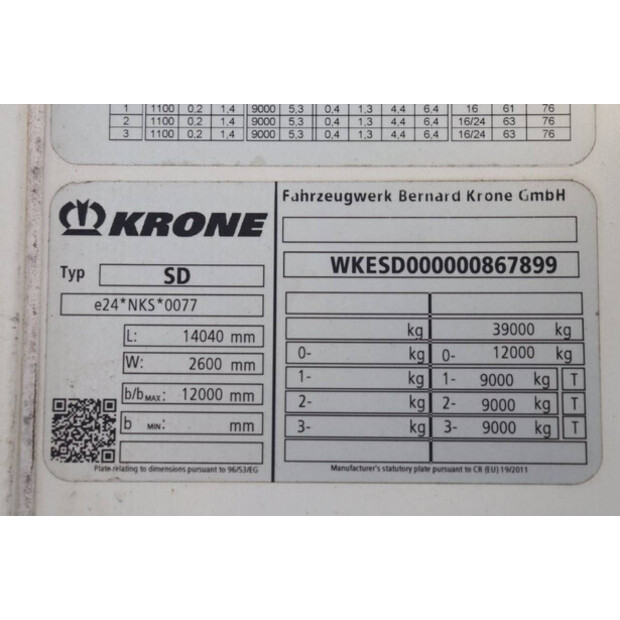 1 1100 0,2 1,4 9000 5,3 0,4 1,3 4,4 6,4 16 61 76
2 1100 0,2 1,4 9000 5,3 0,4 1,3 4,4 6,4 16/24 63 76
3 1100 0,2 1,4 9000 5,3 0,4 1,3 4,4 6,4 16/24 63 76
KRONE
Typ SD
e24*NKS*0077
L: 14040 mm
W: 2600 mm
b/b MAX: 12000 mm
b MIN: mm
Plate relating to dimensions pursuant to 96/53/EG
Fahrzeugwerk Bernard Krone GmbH
WKESD000000867899
kg 39000 kg
0- kg 0- 12000 kg
1- kg 1- 9000 kg T
2- kg 2- 9000 kg T
3- kg 3- 9000 kg T
Manufacturer's statutory plate pursuant to CR (EU) 19/2011